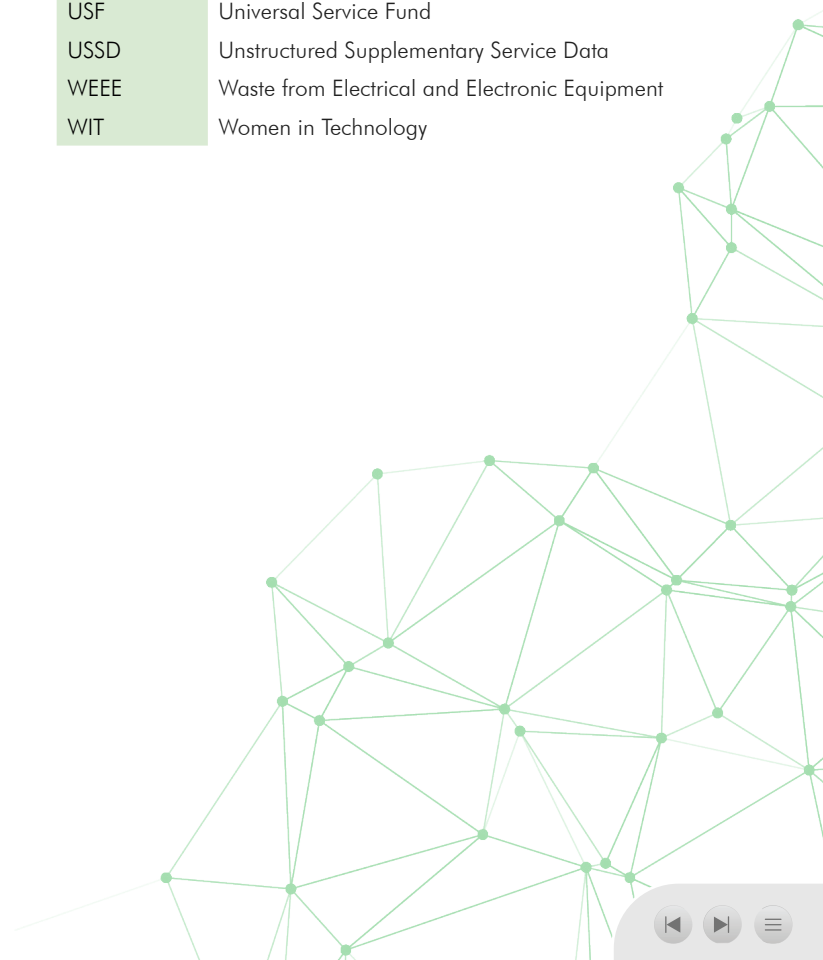 USF Universal Service Fund
USSD Unstructured Supplementary Service Data
WEEE Waste from Electrical and Electronic Equipment
WIT Women in Technology